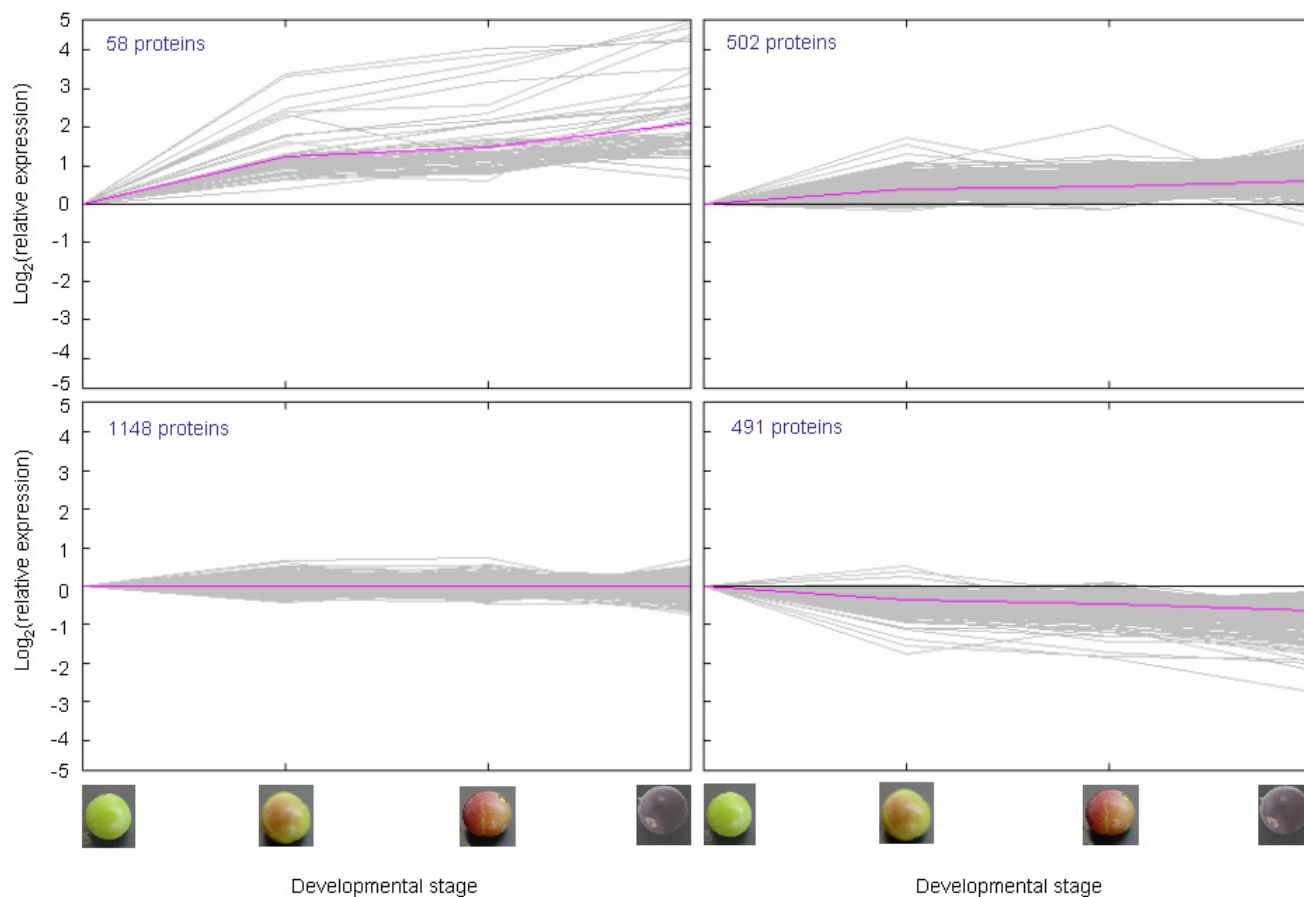 58 proteins
502 proteins
Log2(relative expression)
5
4
3
2
1
0
-1
-2
-3
-4
-5
1148 proteins
491 proteins
Log2(relative expression)
5
4
3
2
1
0
-1
-2
-3
-4
-5
Developmental stage
Developmental stage